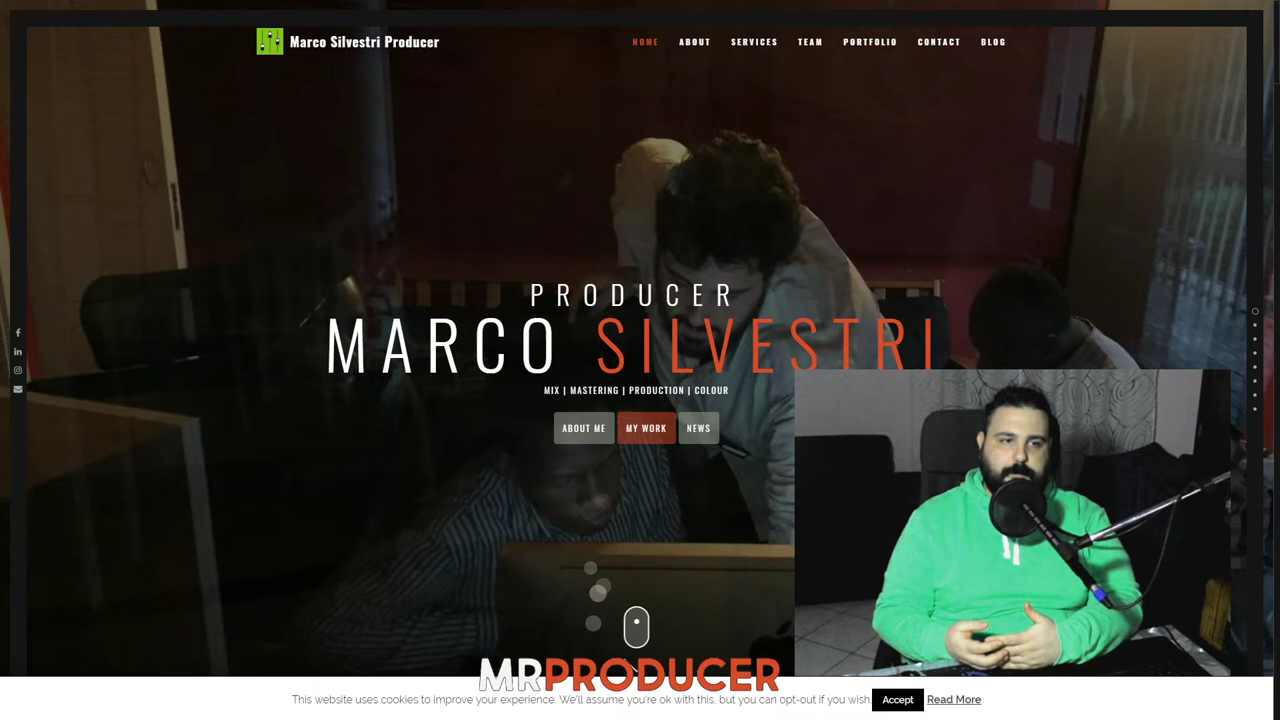 Marco Silvestri Producer
HOME ABOUT SERVICES TEAM PORTFOLIO CONTACT BLOG
PRODUCER
MARCO SILVESTRI
MIX | MASTERING | PRODUCTION | COLOUR
ABOUT ME MY WORK NEWS
MRPRODUCER
This website uses cookies to improve your experience. We'll assume you're ok with this, but you can opt-out if you wish. Accept Read More